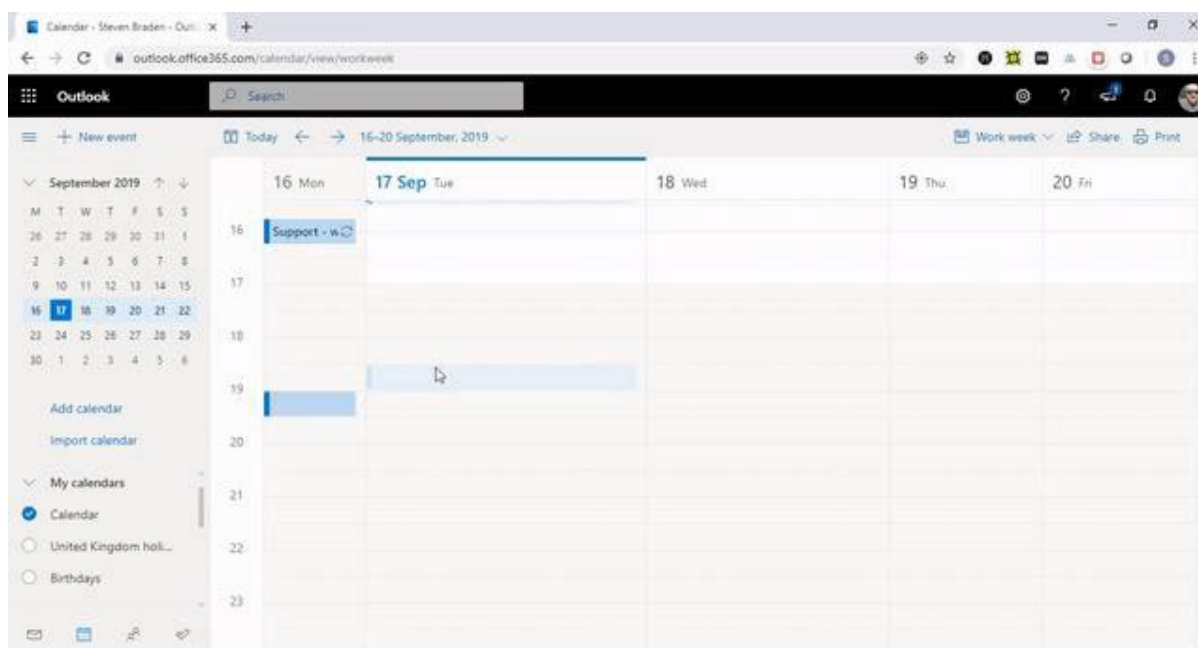 Calendar - Steven Braden - Out
outlook.office365.com/calendar/view/workweek
Outlook
Search
New event
Today
16-20 September, 2019
Work week
Share
Print
September 2019
M T W T F S S
26 27 28 29 30 31 1
2 3 4 5 6 7 8
9 10 11 12 13 14 15
16 17 18 19 20 21 22
23 24 25 26 27 28 29
30 1 2 3 4 5 6
Add calendar
Import calendar
My calendars
Calendar
United Kingdom holi...
Birthdays
16 Mon
17 Sep Tue
18 Wed
19 Thu
20 Fri
16
Support - w
17
18
19
20
21
22
23